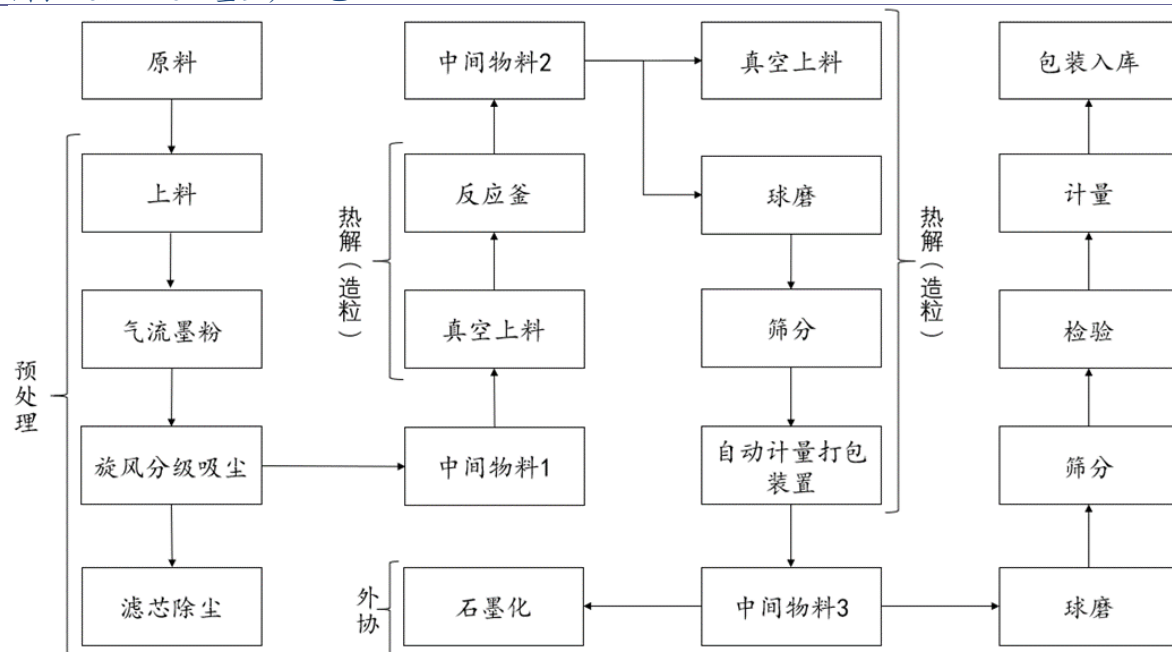 原料
上料
气流墨粉
旋风分级吸尘
滤芯除尘
预
处
理
中间物料2
反应釜
真空上料
中间物料1
热
解
（
造
粒
）
石墨化
外
协
真空上料
球磨
筛分
自动计量打包
装置
中间物料3
热
解
（
造
粒
）
包装入库
计量
检验
筛分
球磨